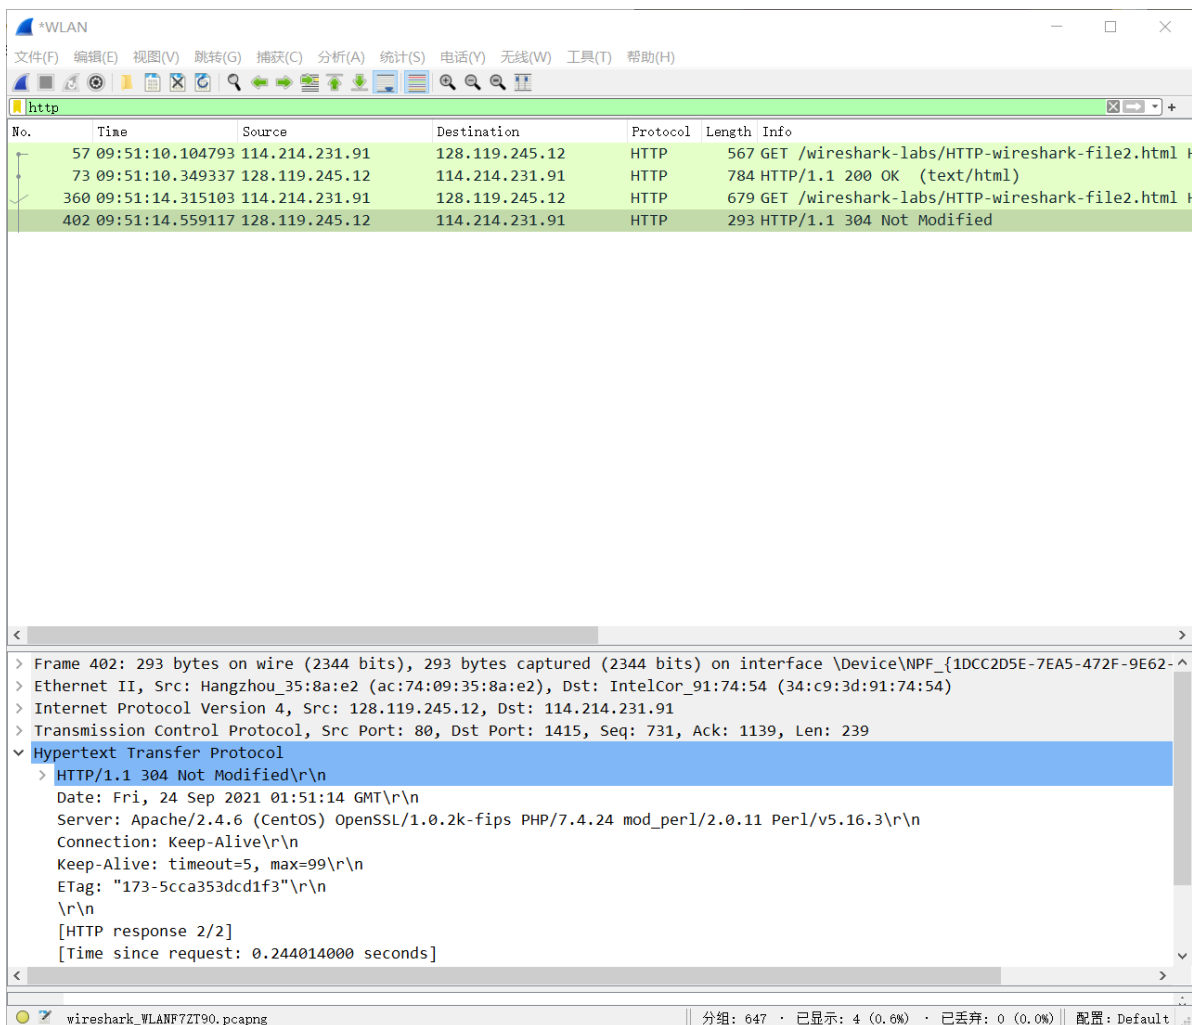 *WLAN
文件(F) 编辑(E) 视图(V) 跳转(G) 捕获(C) 分析(A) 统计(S) 电话(Y) 无线(W) 工具(T) 帮助(H)
http
No. Time Source Destination Protocol Length Info
57 09:51:10.104793 114.214.231.91 128.119.245.12 HTTP 567 GET /wireshark-labs/HTTP-wireshark-file2.html H
73 09:51:10.349337 128.119.245.12 114.214.231.91 HTTP 784 HTTP/1.1 200 OK (text/html)
360 09:51:14.315103 114.214.231.91 128.119.245.12 HTTP 679 GET /wireshark-labs/HTTP-wireshark-file2.html H
402 09:51:14.559117 128.119.245.12 114.214.231.91 HTTP 293 HTTP/1.1 304 Not Modified
Frame 402: 293 bytes on wire (2344 bits), 293 bytes captured (2344 bits) on interface \Device\NPF_{1DCC2D5E-7EA5-472F-9E62-
Ethernet II, Src: Hangzhou_35:8a:e2 (ac:74:09:35:8a:e2), Dst: IntelCor_91:74:54 (34:c9:3d:91:74:54)
Internet Protocol Version 4, Src: 128.119.245.12, Dst: 114.214.231.91
Transmission Control Protocol, Src Port: 80, Dst Port: 1415, Seq: 731, Ack: 1139, Len: 239
Hypertext Transfer Protocol
HTTP/1.1 304 Not Modified\r\n
Date: Fri, 24 Sep 2021 01:51:14 GMT\r\n
Server: Apache/2.4.6 (CentOS) OpenSSL/1.0.2k-fips PHP/7.4.24 mod_perl/2.0.11 Perl/v5.16.3\r\n
Connection: Keep-Alive\r\n
Keep-Alive: timeout=5, max=99\r\n
ETag: "173-5cca353dcd1f3"\r\n
\r\n
[HTTP response 2/2]
[Time since request: 0.244014000 seconds]
wireshark_WLANF7ZT90.pcapng 分组: 647 · 已显示: 4 (0.6%) · 已丢弃: 0 (0.0%) 配置: Default